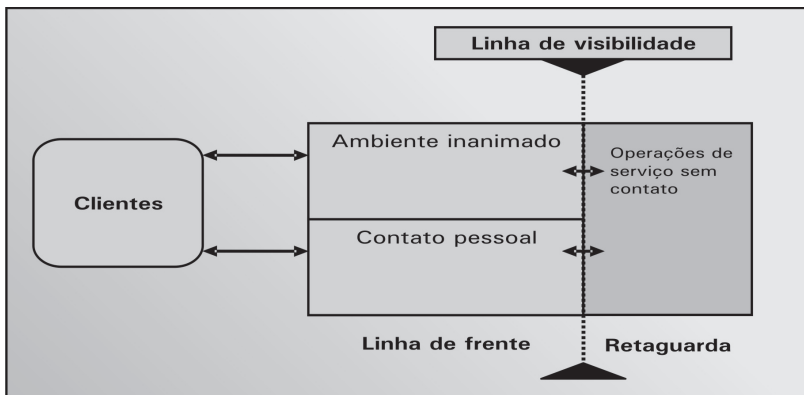 Linha de visibilidade
Ambiente inanimado
Operações de
serviço sem
contato
Clientes
Contato pessoal
Linha de frente
Retaguarda